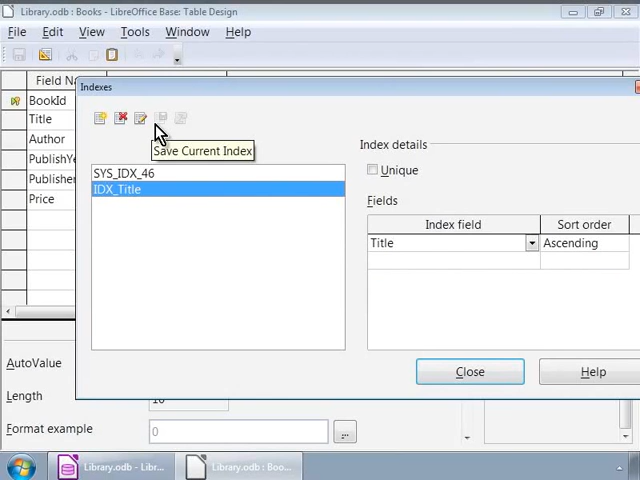 Library.odb : Books - LibreOffice Base: Table Design
File Edit View Tools Window Help
Field Na
Indexes
BookId
Title
Author
PublishYe
Publisher
Price
Save Current Index
SYS_IDX_46
IDX_Title
Index details
Unique
Fields
Index field Sort order
Title Ascending
Close Help
AutoValue
Length
Format example
0
...
Library.odb - Libr...
Library.odb : Boo...